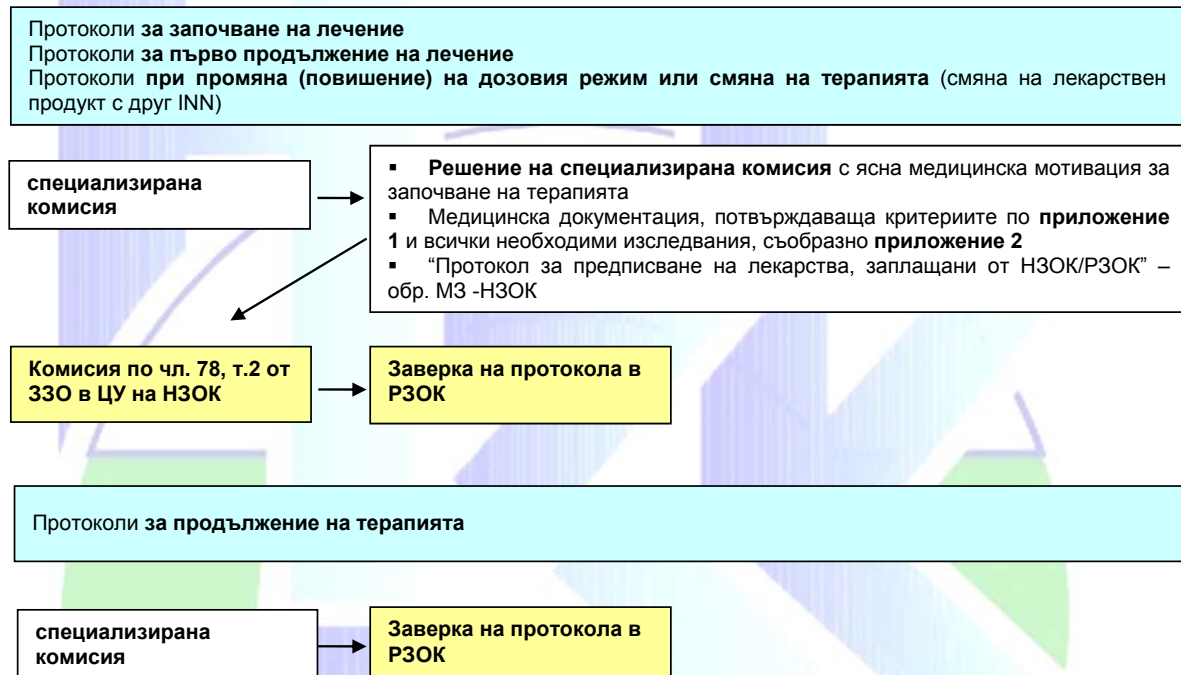 Протоколи за започване на лечение
Протоколи за първо продължение на лечение
Протоколи при промяна (повишение) на дозовия режим или смяна на терапията (смяна на лекарствен
продукт с друг INN)
специализирана
комисия
▪ Решение на специализирана комисия с ясна медицинска мотивация за
започване на терапията
▪ Медицинска документация, потвърждаваща критериите по приложение
1 и всички необходими изследвания, съобразно приложение 2
▪ “Протокол за предписване на лекарства, заплащани от НЗОК/РЗОК” –
обр. МЗ -НЗОК
Комисия по чл. 78, т.2 от
ЗЗО в ЦУ на НЗОК
Заверка на протокола в
РЗОК
Протоколи за продължение на терапията
специализирана
комисия
Заверка на протокола в
РЗОК